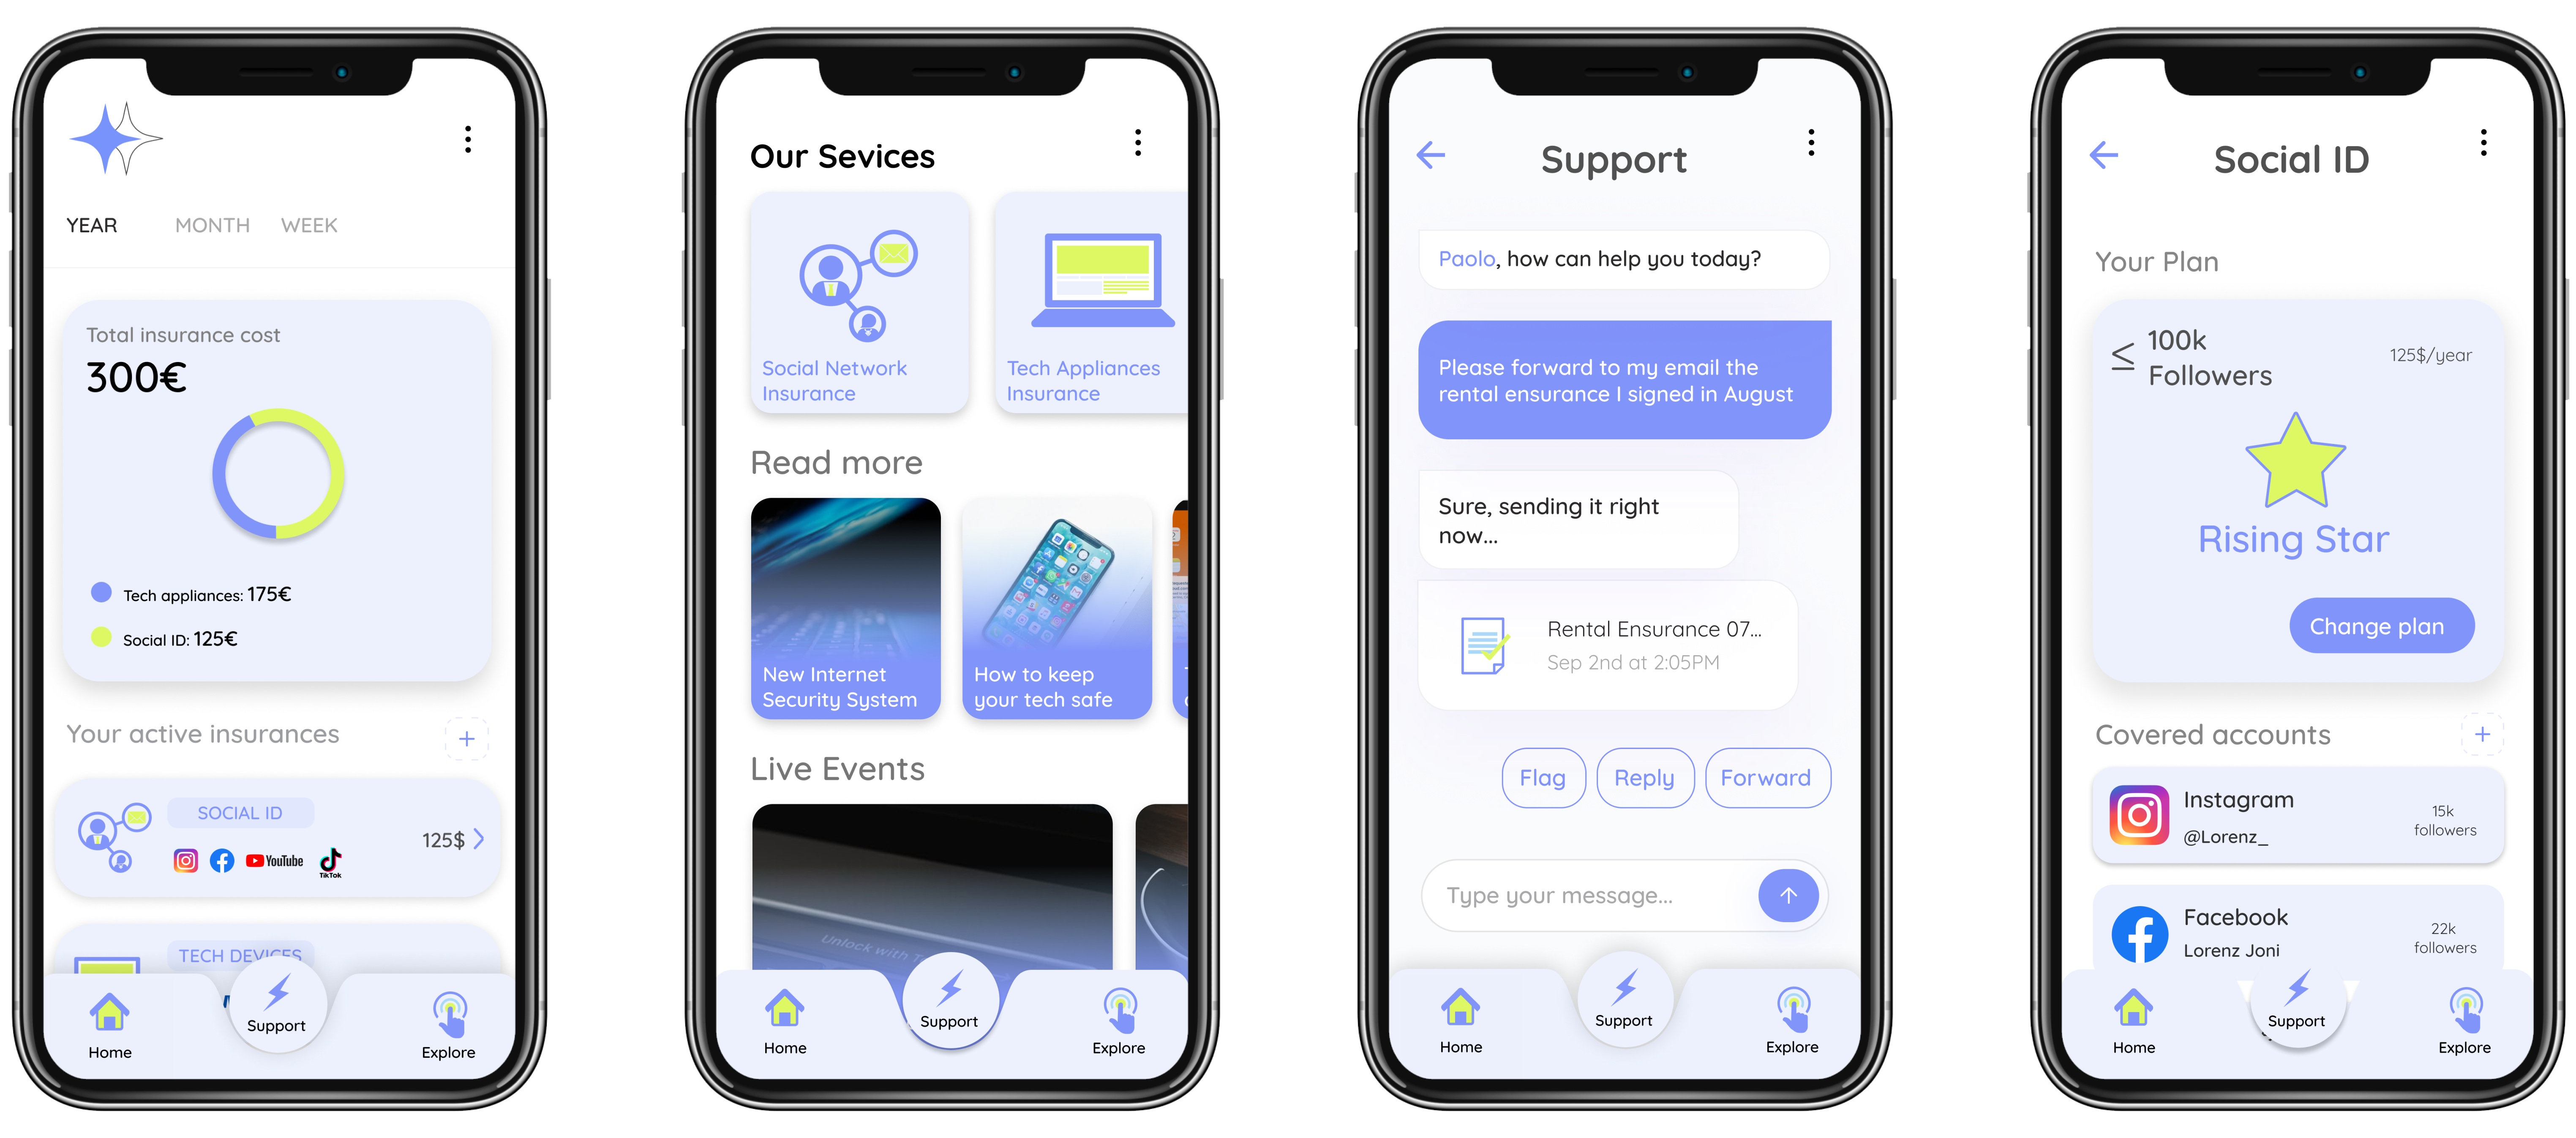 YEAR MONTH WEEK
Total insurance cost
300€
Tech appliances: 175€
Social ID: 125€
Your active insurances
+
SOCIAL ID
YouTube
TikTok
125$
TECH DEVICES
Support
Home
Explore
Our Sevices
Social Network
Insurance
Tech Appliances
Insurance
Read more
New Internet
Security System
How to keep
your tech safe
Live Events
Unlock with
Support
Home
Explore
Support
Paolo, how can help you today?
Please forward to my email the
rental ensurance I signed in August
Sure, sending it right
now...
Rental Ensurance 07...
Sep 2nd at 2:05PM
Flag
Reply
Forward
Type your message...
Support
Home
Explore
Social ID
Your Plan
≤ 100k
Followers
125$/year
Rising Star
Change plan
Covered accounts
+
Instagram
@Lorenz_
15k
followers
Facebook
Lorenz Joni
22k
followers
Support
Home
Explore